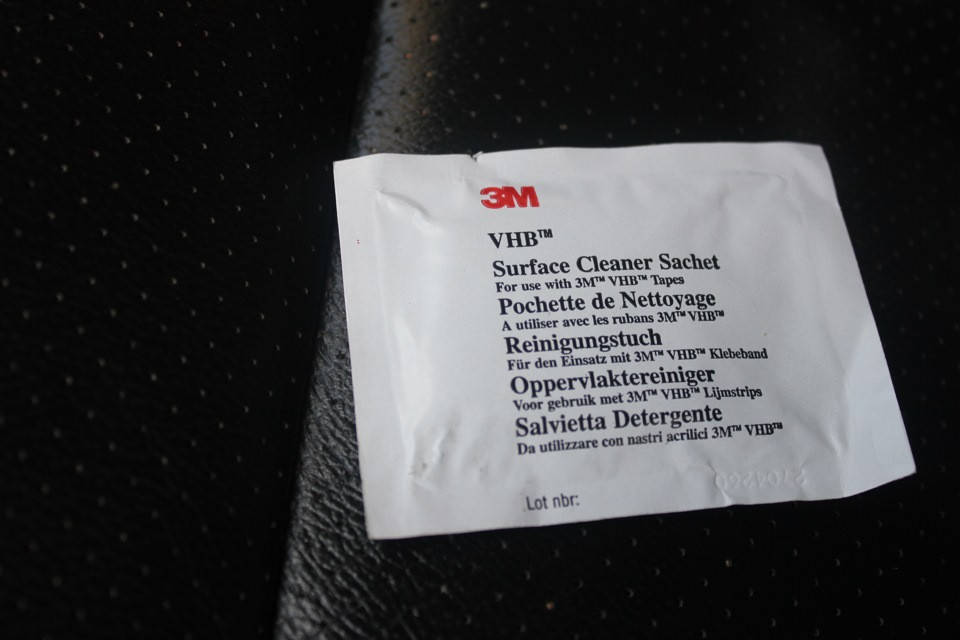 3M
VHB™
Surface Cleaner Sachet
For use with 3M™ VHB™ Tapes
Pochette de Nettoyage
A utiliser avec les rubans 3M™ VHB™
Reinigungstuch
Für den Einsatz mit 3M™ VHB™ Klebeband
Oppervlaktereiniger
Voor gebruik met 3M™ VHB™ Lijmstrips
Salvietta Detergente
Da utilizzare con nastri acrilici 3M™ VHB™
Lot nbr: